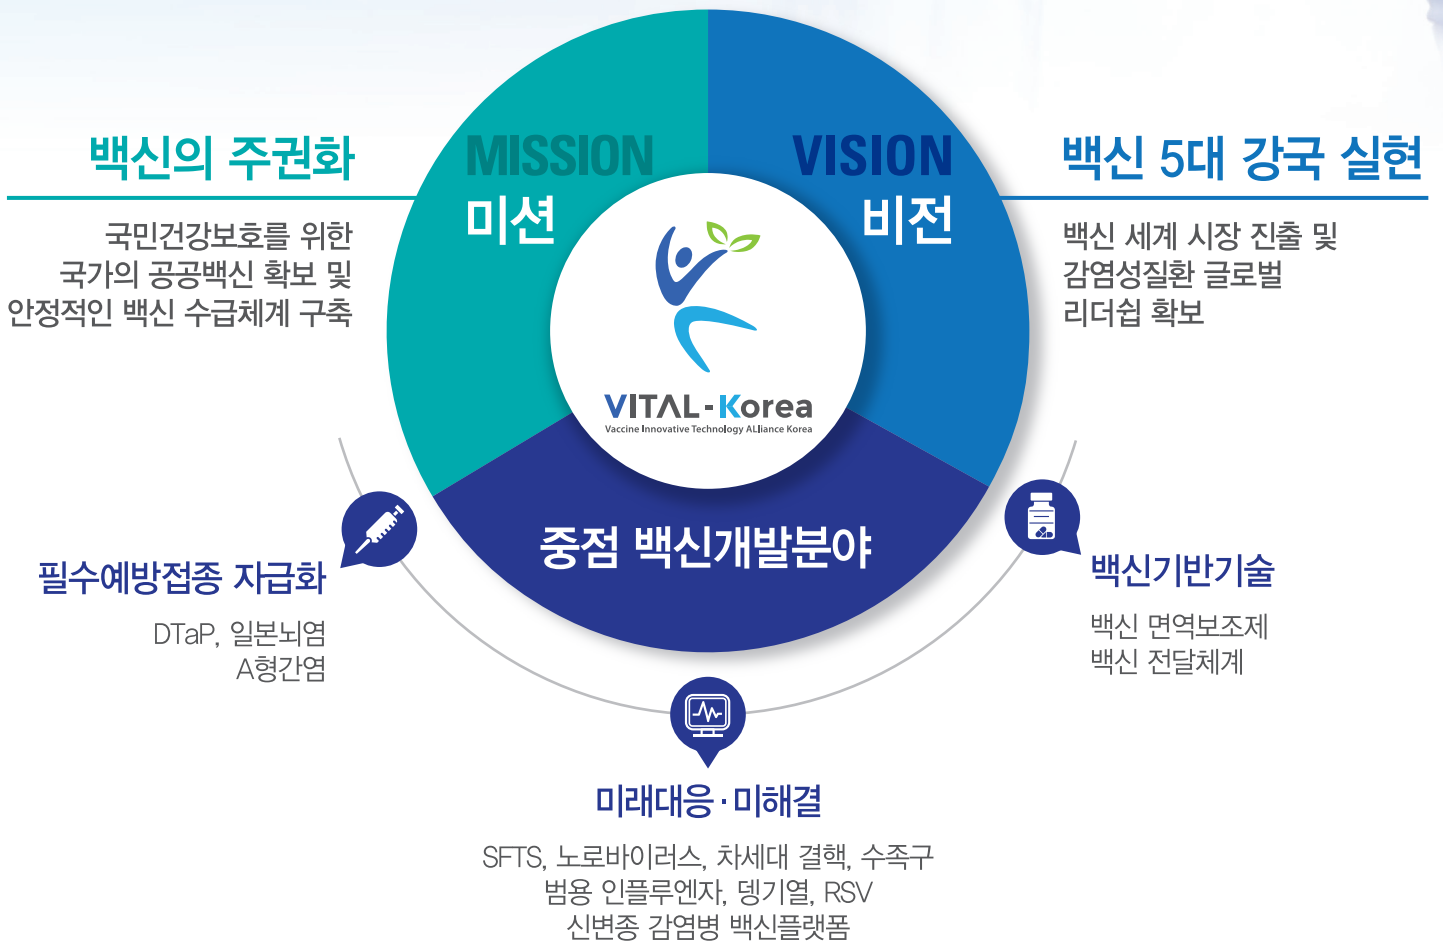 백신의 주권화
국민건강보호를 위한
국가의 공공백신 확보 및
안정적인 백신 수급체계 구축
MISSION
미션
VISION
비전
백신 5대 강국 실현
백신 세계 시장 진출 및
감염성질환 글로벌
리더쉽 확보
VITAL-Korea
Vaccine Innovative Technology ALliance Korea
중점 백신개발분야
필수예방접종 자급화
DTaP, 일본뇌염
A형간염
미래대응·미해결
SFTS, 노로바이러스, 차세대 결핵, 수족구
범용 인플루엔자, 뎅기열, RSV
신변종 감염병 백신플랫폼
백신기반기술
백신 면역보조제
백신 전달체계